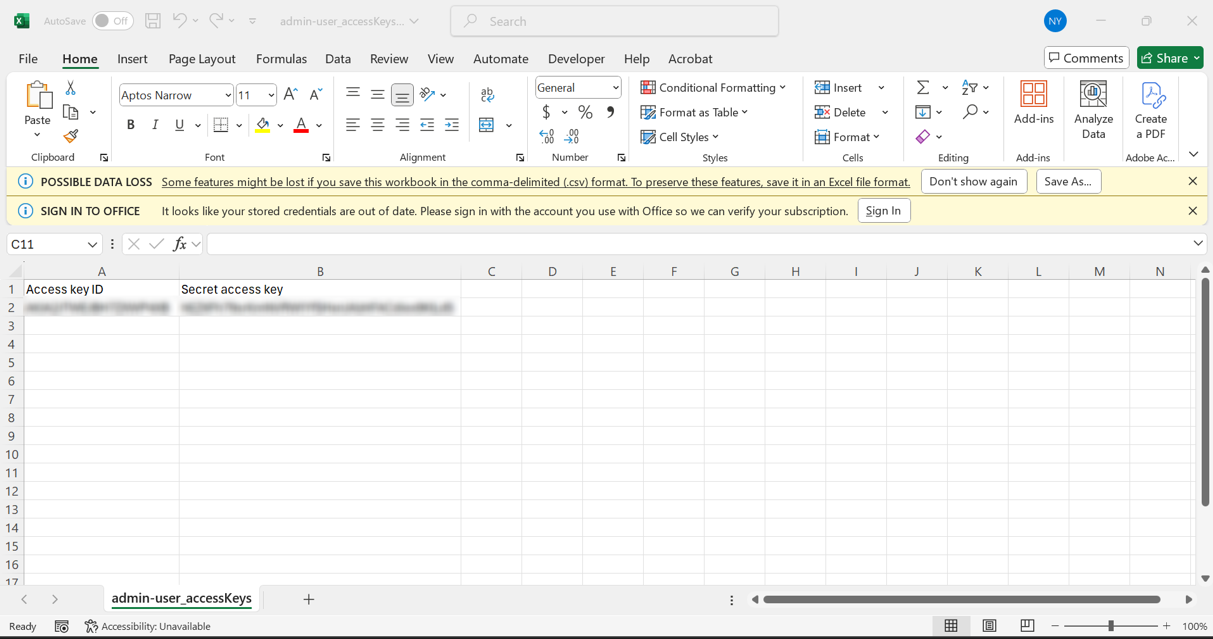 AutoSave Off admin-user_accessKeys... Search NY
File Home Insert Page Layout Formulas Data Review View Automate Developer Help Acrobat Comments Share
Paste Aptos Narrow 11 A A ab General Conditional Formatting Insert Add-ins Analyze Data Create a PDF
B I U A $ % Format as Table Delete
.00 .00 Cell Styles Format
Clipboard Font Alignment Number Styles Cells Editing Add-ins Adobe Ac...
POSSIBLE DATA LOSS Some features might be lost if you save this workbook in the comma-delimited (.csv) format. To preserve these features, save it in an Excel file format. Don't show again Save As...
SIGN IN TO OFFICE It looks like your stored credentials are out of date. Please sign in with the account you use with Office so we can verify your subscription. Sign In
C11 fx
A B C D E F G H I J K L M N
1 Access key ID Secret access key
2
3
4
5
6
7
8
9
10
11
12
13
14
15
16
17
admin-user_accessKeys
Ready Accessibility: Unavailable 100%